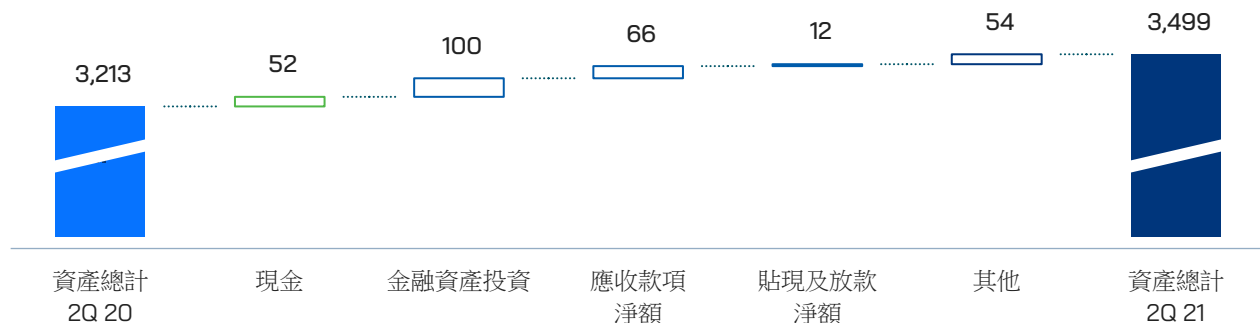 3,213
52
100
66
12
54
3,499
資產總計
2Q 20
現金
金融資產投資
應收款項
淨額
貼現及放款
淨額
其他
資產總計
2Q 21